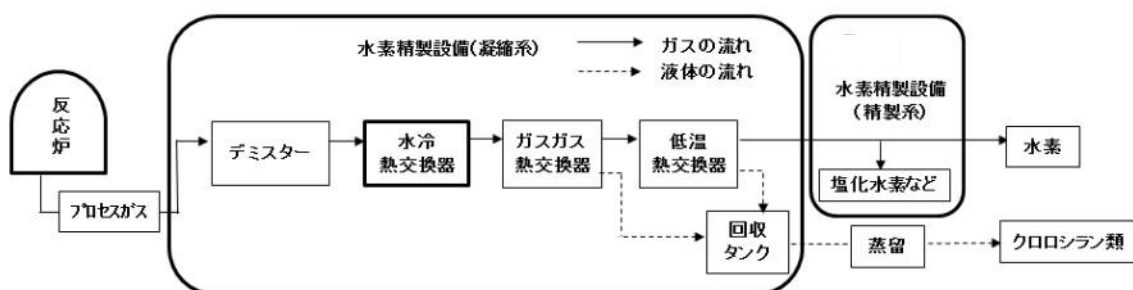 水素精製設備(凝縮系)
ガスの流れ
液体の流れ
反応炉
水素精製設備
(精製系)
デミスター
水冷
熱交換器
ガスガス
熱交換器
低温
熱交換器
水素
塩化水素など
プロセスガス
回収
タンク
蒸留
クロロシラン類